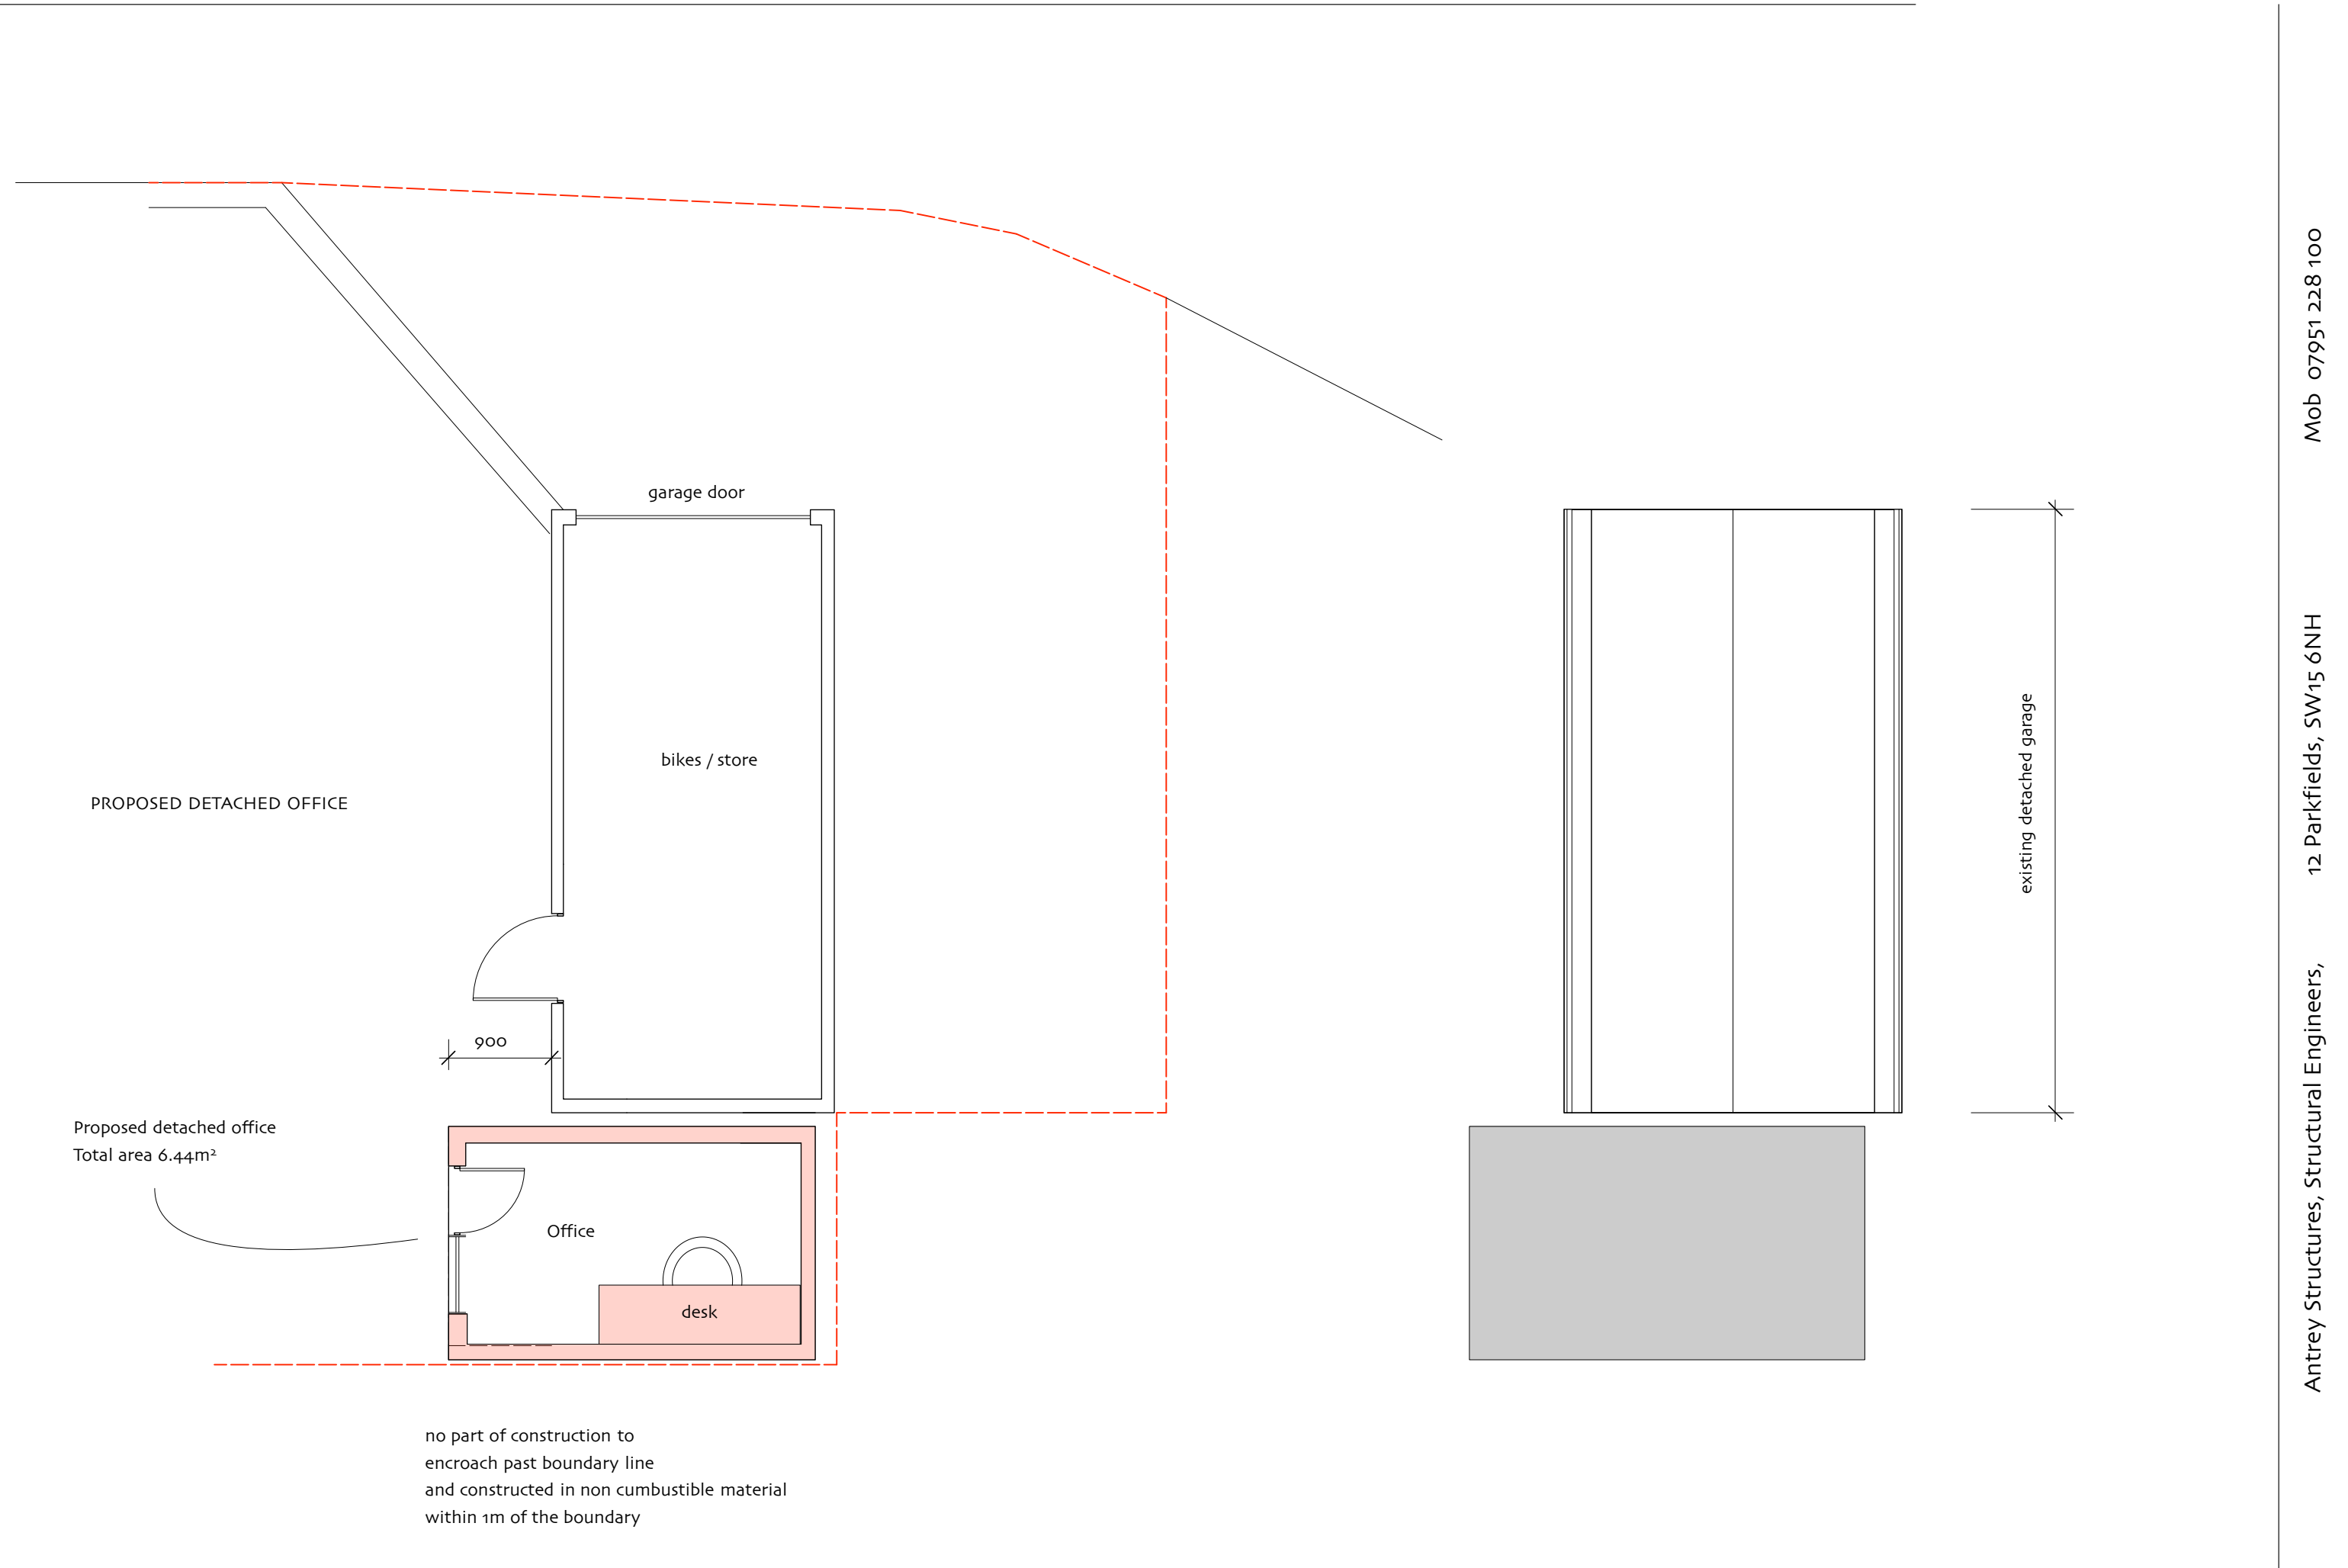 garage door
bikes / store
PROPOSED DETACHED OFFICE
900
Proposed detached office
Total area 6.44m²
Office
desk
no part of construction to
encroach past boundary line
and constructed in non cumbustible material
within 1m of the boundary
existing detached garage
Antrey Structures, Structural Engineers, 12 Parkfields, SW15 6NH Mob 07951 228 100